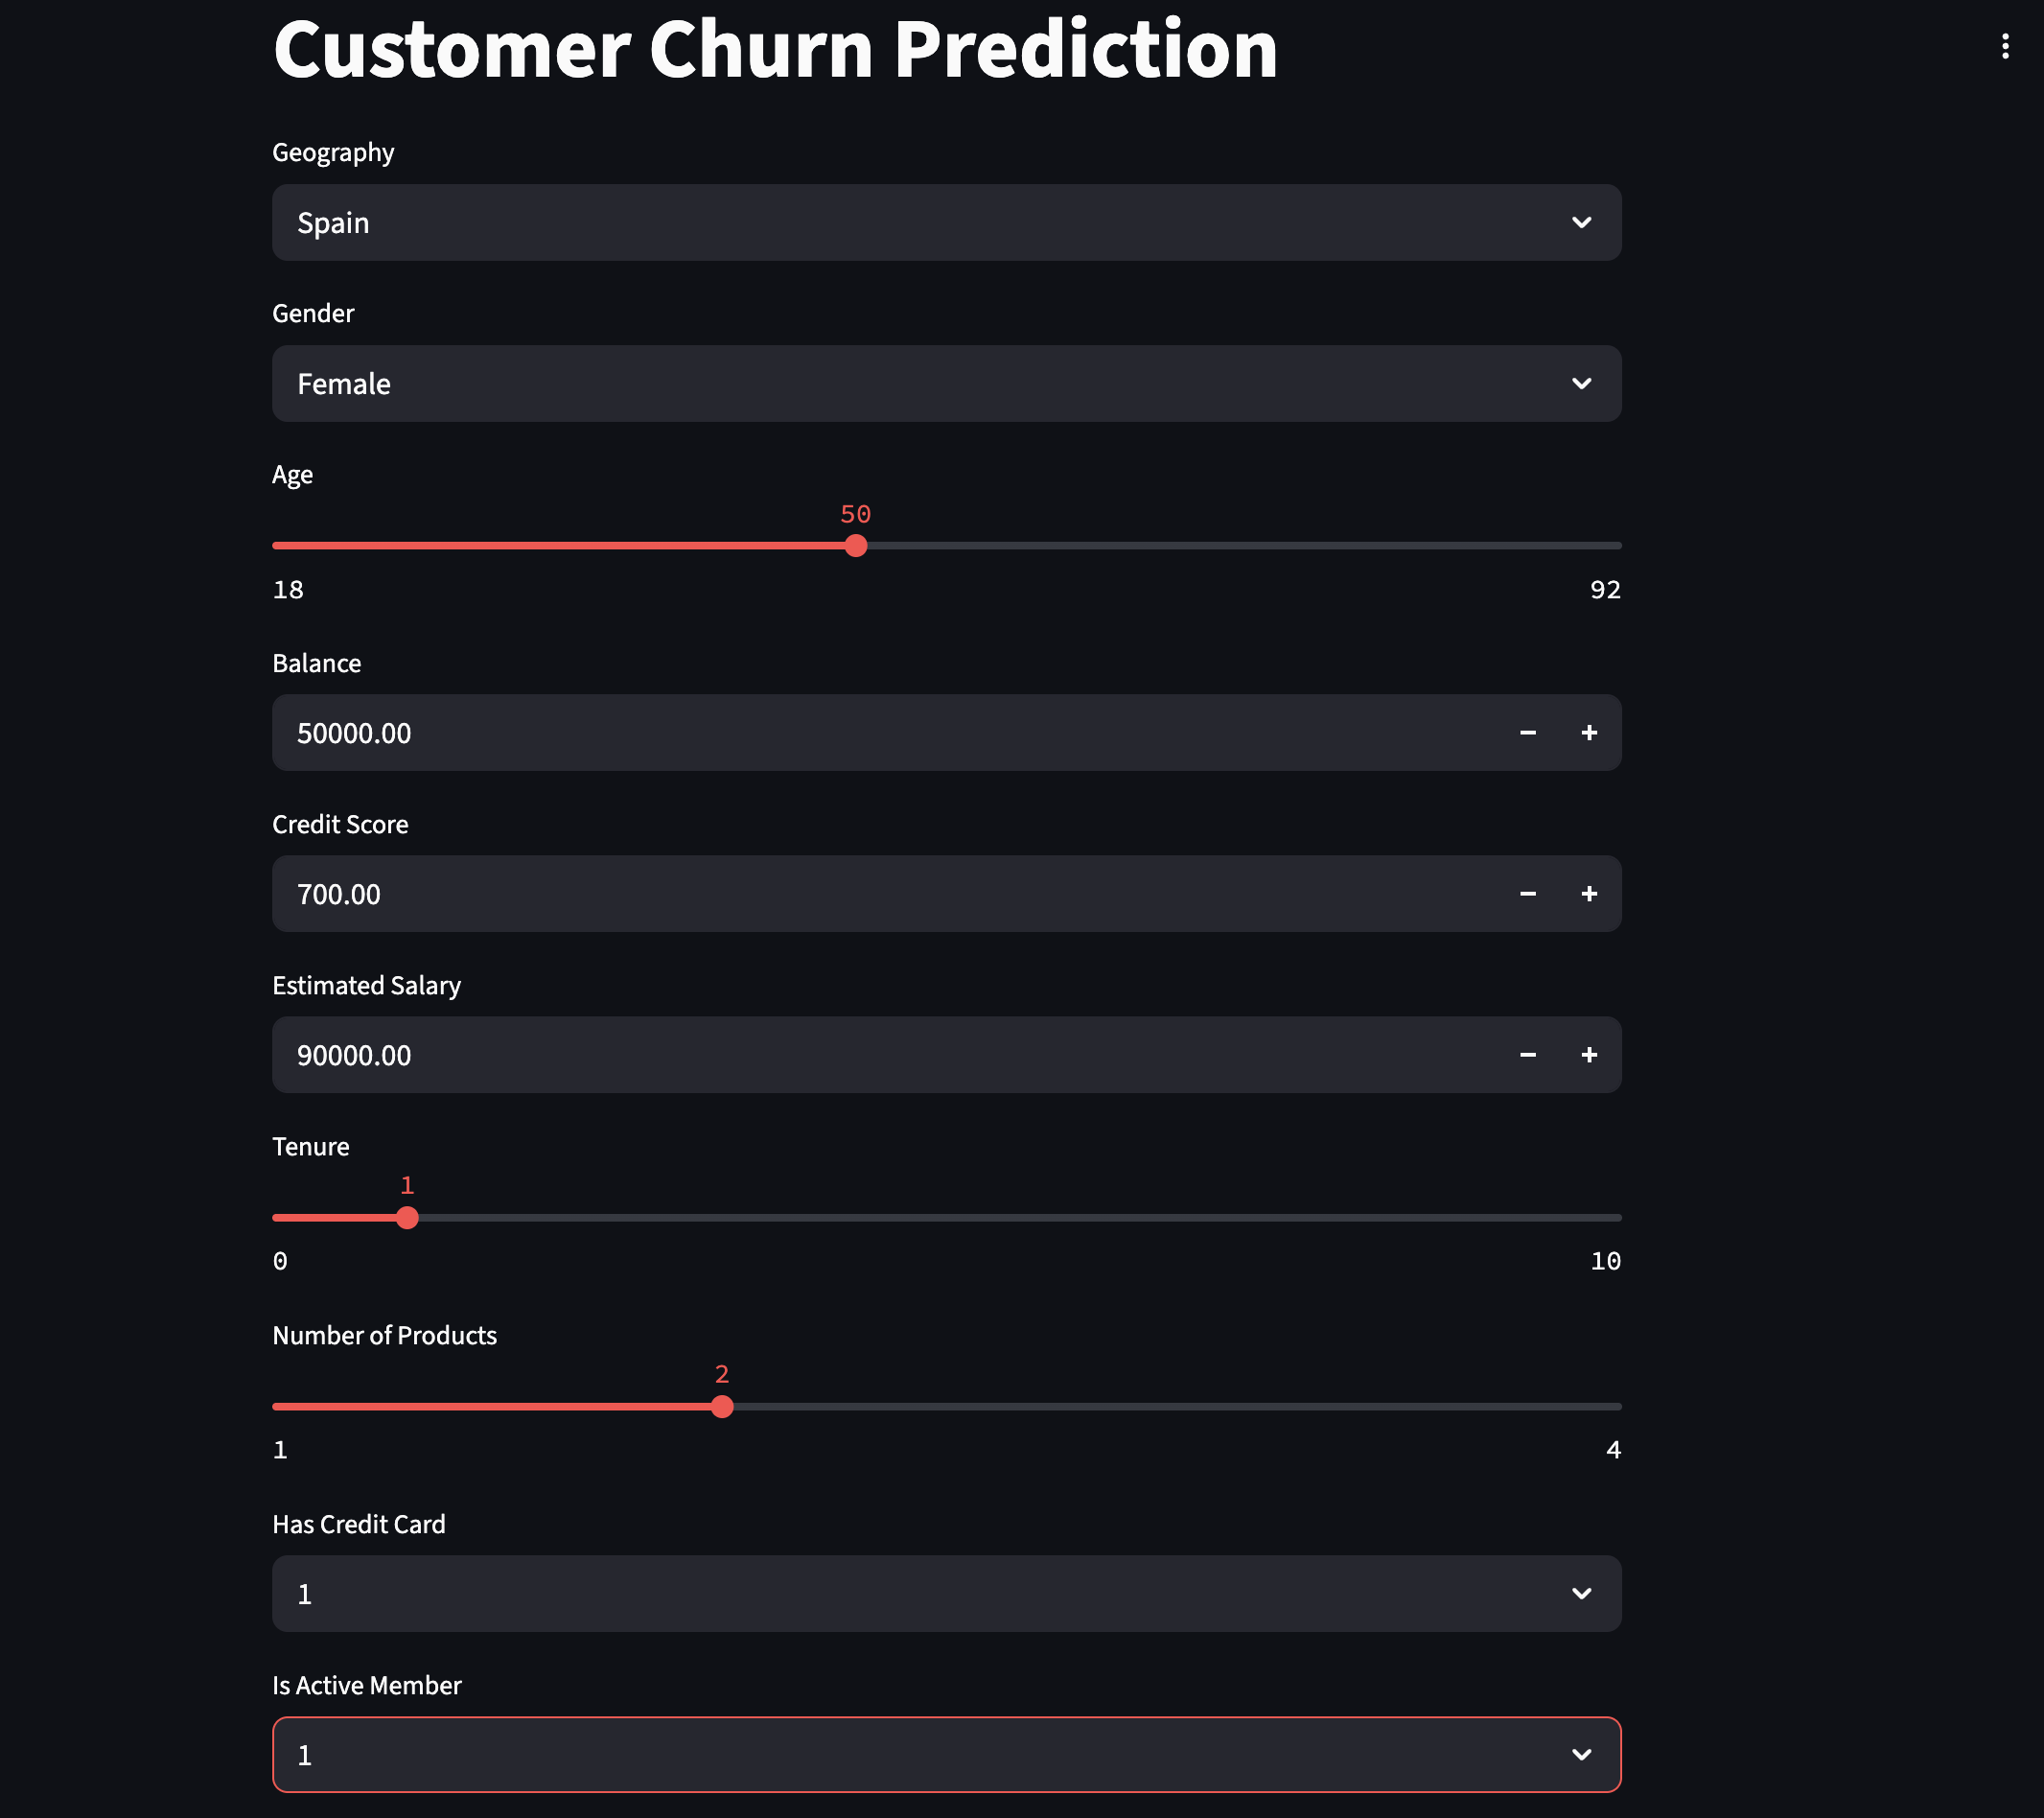 Customer Churn Prediction
Geography
Spain
Gender
Female
Age
50
18 92
Balance
50000.00
Credit Score
700.00
Estimated Salary
90000.00
Tenure
1
0 10
Number of Products
2
1 4
Has Credit Card
1
Is Active Member
1